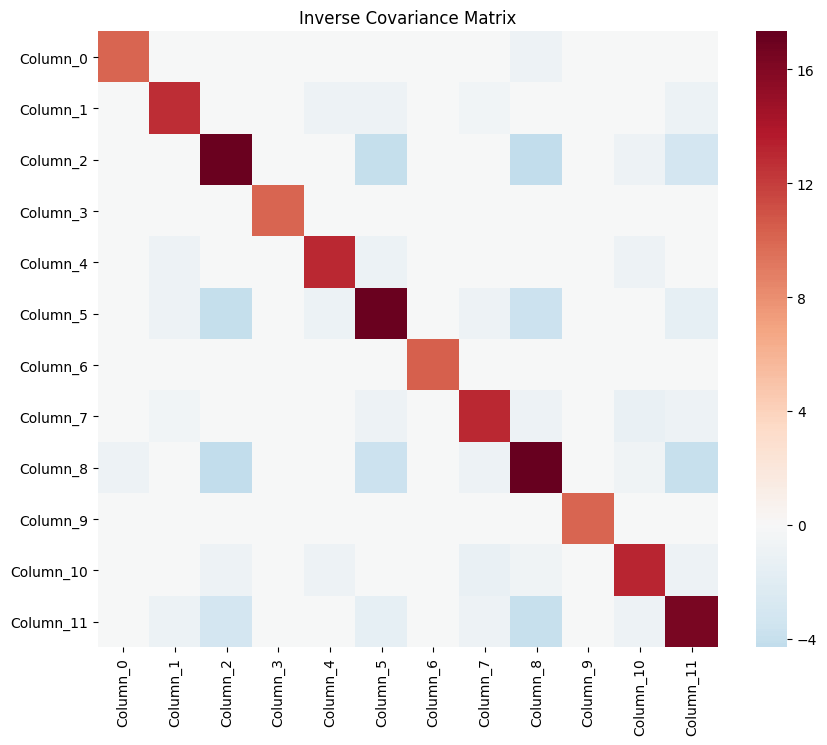 Inverse Covariance Matrix
Column_0
Column_1
Column_2
Column_3
Column_4
Column_5
Column_6
Column_7
Column_8
Column_9
Column_10
Column_11
Column_0
Column_1
Column_2
Column_3
Column_4
Column_5
Column_6
Column_7
Column_8
Column_9
Column_10
Column_11
16
12
8
4
0
−4